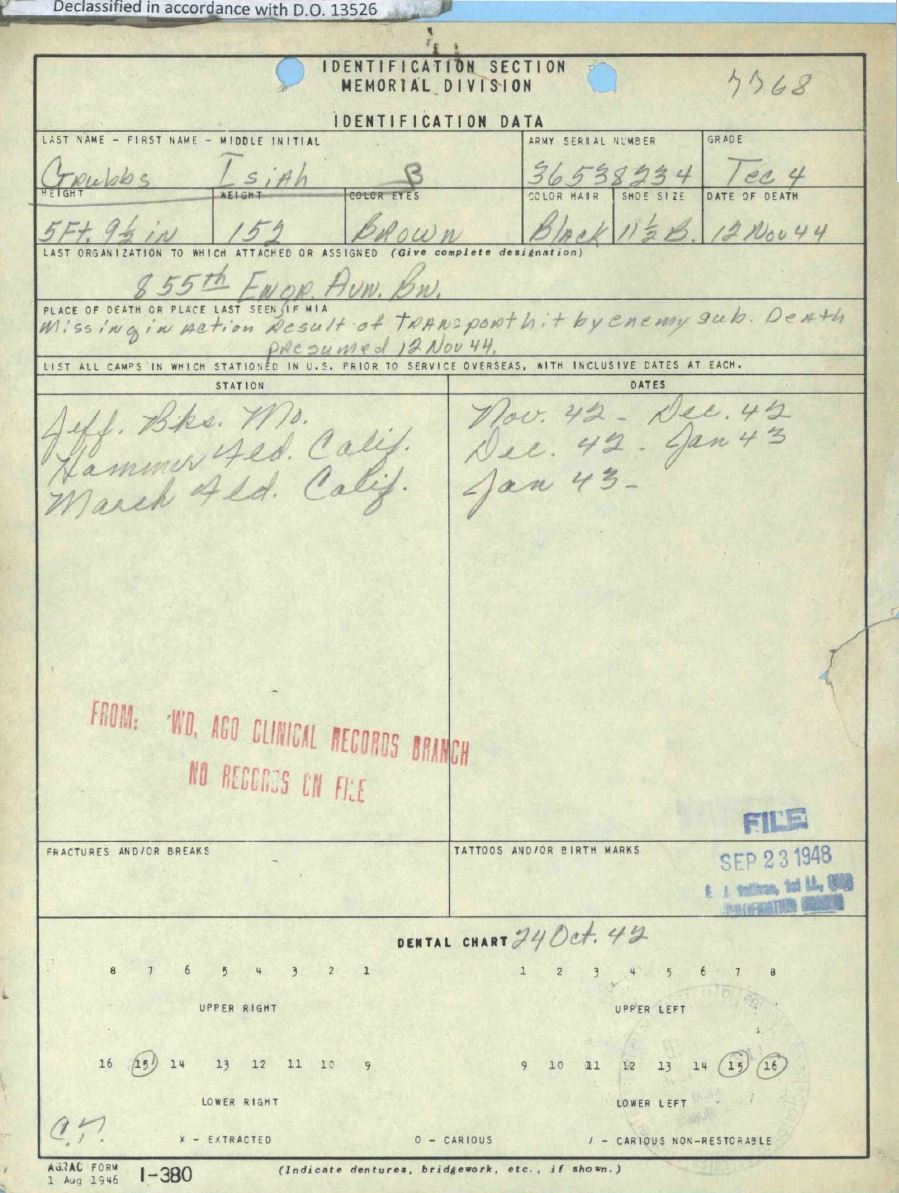 Declassified in accordance with D.O. 13526
IDENTIFICATION SECTION
MEMORIAL DIVISION
7768
IDENTIFICATION DATA
LAST NAME - FIRST NAME - MIDDLE INITIAL ARMY SERIAL NUMBER GRADE
Grubbs Isiah B 36538234 Tec 4
HEIGHT WEIGHT COLOR EYES COLOR HAIR SHOE SIZE DATE OF DEATH
5Ft. 9½ in 152 Brown Black 11½ B. 12 Nov 44
LAST ORGANIZATION TO WHICH ATTACHED OR ASSIGNED (Give complete designation)
855th Engr. Avn. Bn.
PLACE OF DEATH OR PLACE LAST SEEN IF MIA
Missing in action Result of Transport hit by enemy sub. Death
presumed 12 Nov 44.
LIST ALL CAMPS IN WHICH STATIONED IN U.S. PRIOR TO SERVICE OVERSEAS, WITH INCLUSIVE DATES AT EACH.
STATION DATES
Jeff. Bks. Mo. Nov. 42 - Dec. 42
Hammer Fld. Calif. Dec. 42 - Jan 43
March Fld. Calif. Jan 43 -
FROM: WD, AGO CLINICAL RECORDS BRANCH
NO RECORDS ON FILE
FILE
FRACTURES AND/OR BREAKS TATTOOS AND/OR BIRTH MARKS
SEP 23 1948
E. J. Sullivan, 1st Lt.,
DENTAL CHART 24 Oct. 42
8 7 6 5 4 3 2 1 1 2 3 4 5 6 7 8
UPPER RIGHT UPPER LEFT
16 15 14 13 12 11 10 9 9 10 11 12 13 14 15 16
LOWER RIGHT LOWER LEFT
X - EXTRACTED O - CARIOUS / - CARIOUS NON-RESTORABLE
AGRAC FORM
1 Aug 1946 1-380 (Indicate dentures, bridgework, etc., if shown.)